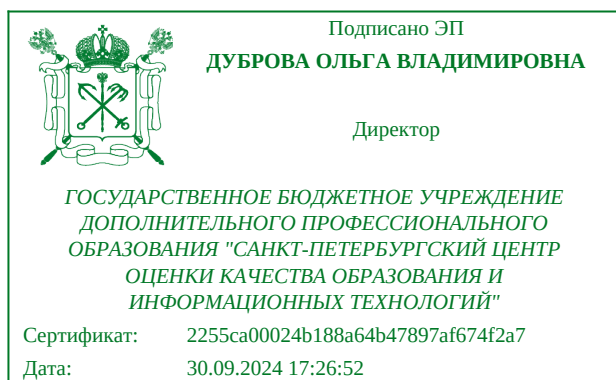 Подписано ЭП
ДУБРОВА ОЛЬГА ВЛАДИМИРОВНА
Директор
ГОСУДАРСТВЕННОЕ БЮДЖЕТНОЕ УЧРЕЖДЕНИЕ
ДОПОЛНИТЕЛЬНОГО ПРОФЕССИОНАЛЬНОГО
ОБРАЗОВАНИЯ "САНКТ-ПЕТЕРБУРГСКИЙ ЦЕНТР
ОЦЕНКИ КАЧЕСТВА ОБРАЗОВАНИЯ И
ИНФОРМАЦИОННЫХ ТЕХНОЛОГИЙ"
Сертификат: 2255ca00024b188a64b47897af674f2a7
Дата: 30.09.2024 17:26:52